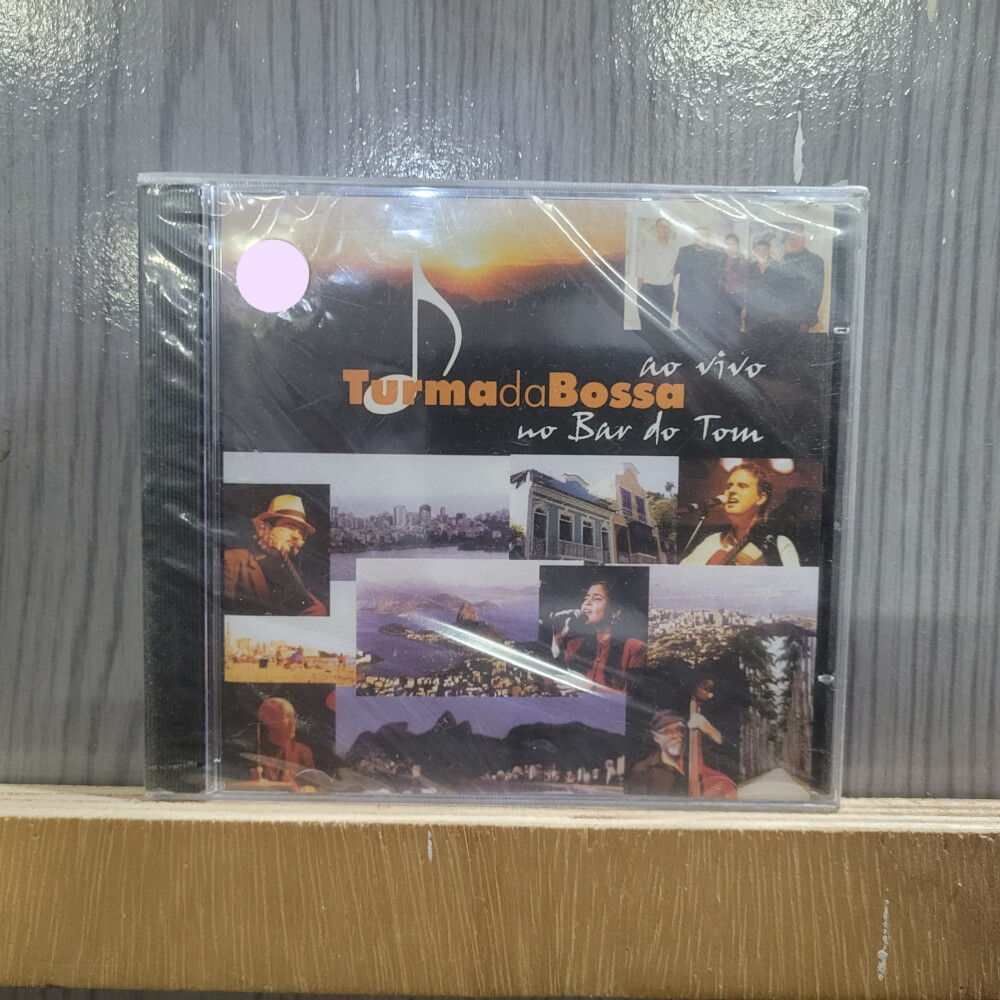 ao vivo
TurmadaBossa
no Bar do Tom